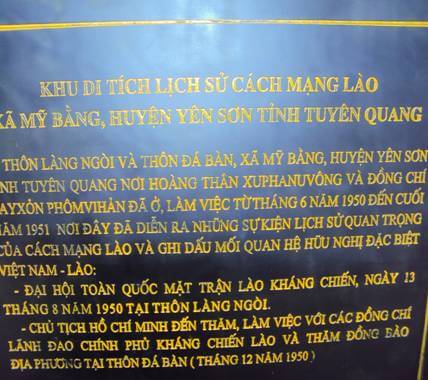 KHU DI TÍCH LỊCH SỬ CÁCH MẠNG LÀO
XÃ MỸ BẰNG, HUYỆN YÊN SƠN TỈNH TUYÊN QUANG
THÔN LÀNG NGÒI VÀ THÔN ĐÁ BÀN, XÃ MỸ BẰNG, HUYỆN YÊN SƠN
TUYÊN QUANG NƠI HOÀNG THÂN XUPHANUVÔNG VÀ ĐỒNG CHÍ
PHÔMVIHẢN ĐÃ Ở, LÀM VIỆC TỪ THÁNG 6 NĂM 1950 ĐẾN CUỐI
NĂM 1951 NƠI ĐÂY ĐÃ DIỄN RA NHỮNG SỰ KIỆN LỊCH SỬ QUAN TRỌNG
CỦA CÁCH MẠNG LÀO VÀ GHI DẤU MỐI QUAN HỆ HỮU NGHỊ ĐẶC BIỆT
VIỆT NAM - LÀO:
- ĐẠI HỘI TOÀN QUỐC MẶT TRẬN LÀO KHÁNG CHIẾN, NGÀY 13
THÁNG 8 NĂM 1950 TẠI THÔN LÀNG NGÒI.
- CHỦ TỊCH HỒ CHÍ MINH ĐẾN THĂM, LÀM VIỆC VỚI CÁC ĐỒNG CHÍ
LÃNH ĐẠO CHÍNH PHỦ KHÁNG CHIẾN LÀO VÀ THĂM ĐỒNG BÀO
ĐỊA PHƯƠNG TẠI THÔN ĐÁ BÀN ( THÁNG 12 NĂM 1950 )